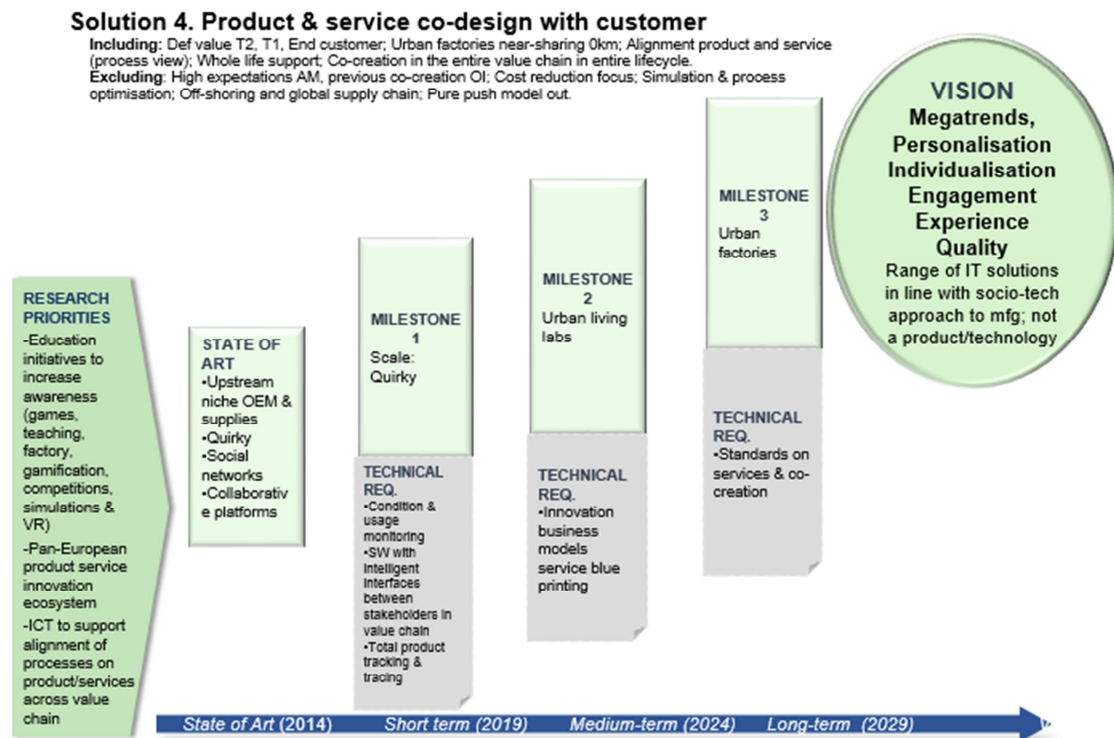 Solution 4. Product & service co-design with customer
Including: Def value T2, T1, End customer; Urban factories near-sharing 0km; Alignment product and service
(process view); Whole life support; Co-creation in the entire value chain in entire lifecycle.
Excluding: High expectations AM, previous co-creation OI; Cost reduction focus; Simulation & process
optimisation; Off-shoring and global supply chain; Pure push model out.
RESEARCH
PRIORITIES
-Education
initiatives to
increase
awareness
(games,
teaching,
factory,
gamification,
competitions,
simulations &
VR)
-Pan-European
product service
innovation
ecosystem
-ICT to support
alignment of
processes on
product/services
across value
chain
STATE OF
ART
•Upstream
niche OEM &
supplies
•Quirky
•Social
networks
•Collaborativ
e platforms
MILESTONE
1
Scale:
Quirky
TECHNICAL
REQ.
•Condition &
usage
monitoring
•SW with
intelligent
interfaces
between
stakeholders in
value chain
•Total product
tracking &
tracing
MILESTONE
2
Urban living
labs
TECHNICAL
REQ.
•Innovation
business
models
service blue
printing
MILESTONE
3
Urban
factories
TECHNICAL
REQ.
•Standards on
services & co-
creation
VISION
Megatrends,
Personalisation
Individualisation
Engagement
Experience
Quality
Range of IT solutions
in line with socio-tech
approach to mfg; not
a product/technology
State of Art (2014) Short term (2019) Medium-term (2024) Long-term (2029)